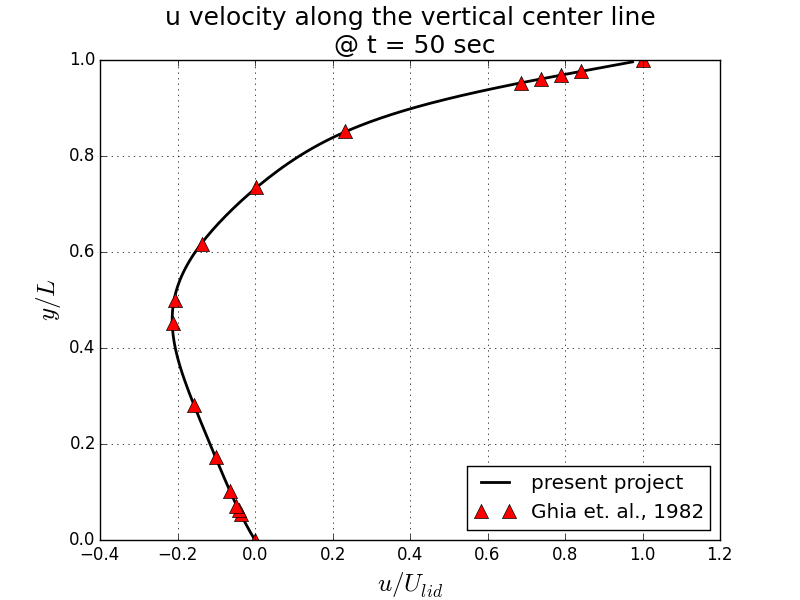 u velocity along the vertical center line
@ t = 50 sec
1.0
0.8
0.6
y/L
0.4
0.2
0.0
present project
Ghia et. al., 1982
−0.4 −0.2 0.0 0.2 0.4 0.6 0.8 1.0 1.2
u/U_{lid}